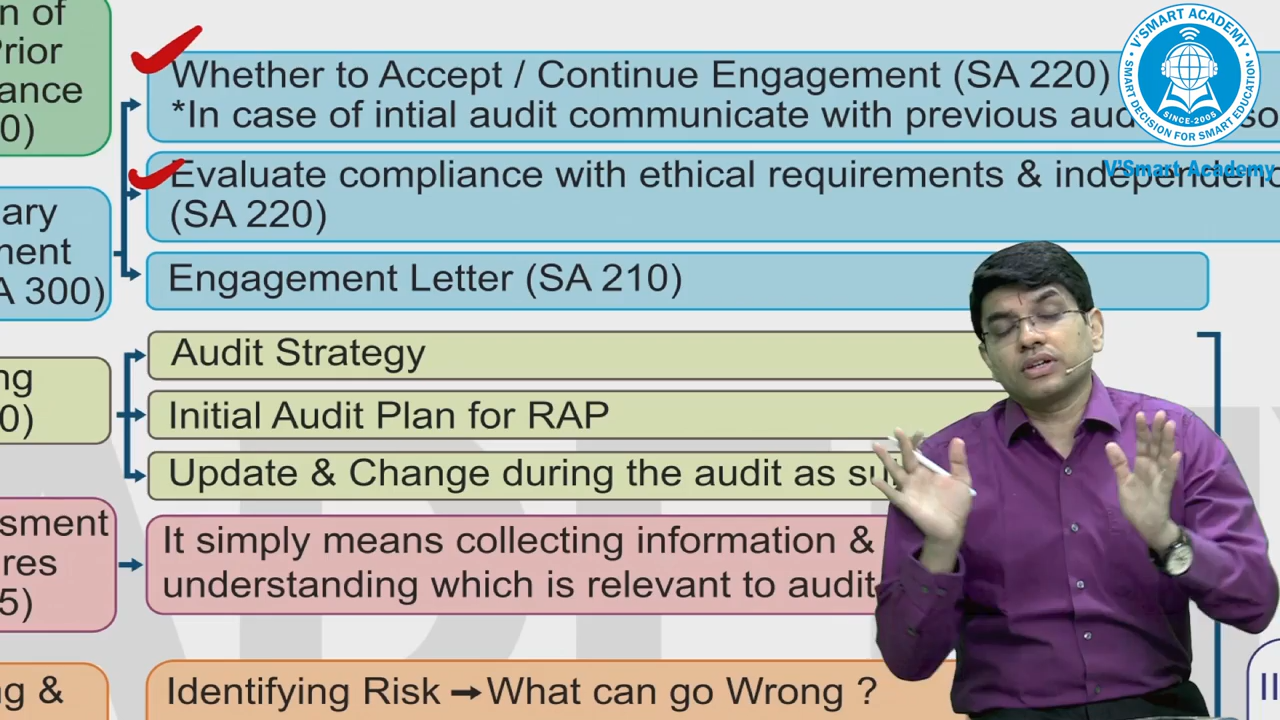 n of
Prior
ance
0)
Whether to Accept / Continue Engagement (SA 220)
*In case of intial audit communicate with previous
V'SMART ACADEMY
SMART DECISION FOR SMART EDUCATION
SINCE-2005
V'Smart Academy
Evaluate compliance with ethical requirements &
(SA 220)
ary
ment
A 300)
Engagement Letter (SA 210)
ng
0)
Audit Strategy
Initial Audit Plan for RAP
Update & Change during the audit as
sment
res
5)
It simply means collecting information &
understanding which is relevant to audit
ng &
Identifying Risk → What can go Wrong ?
II